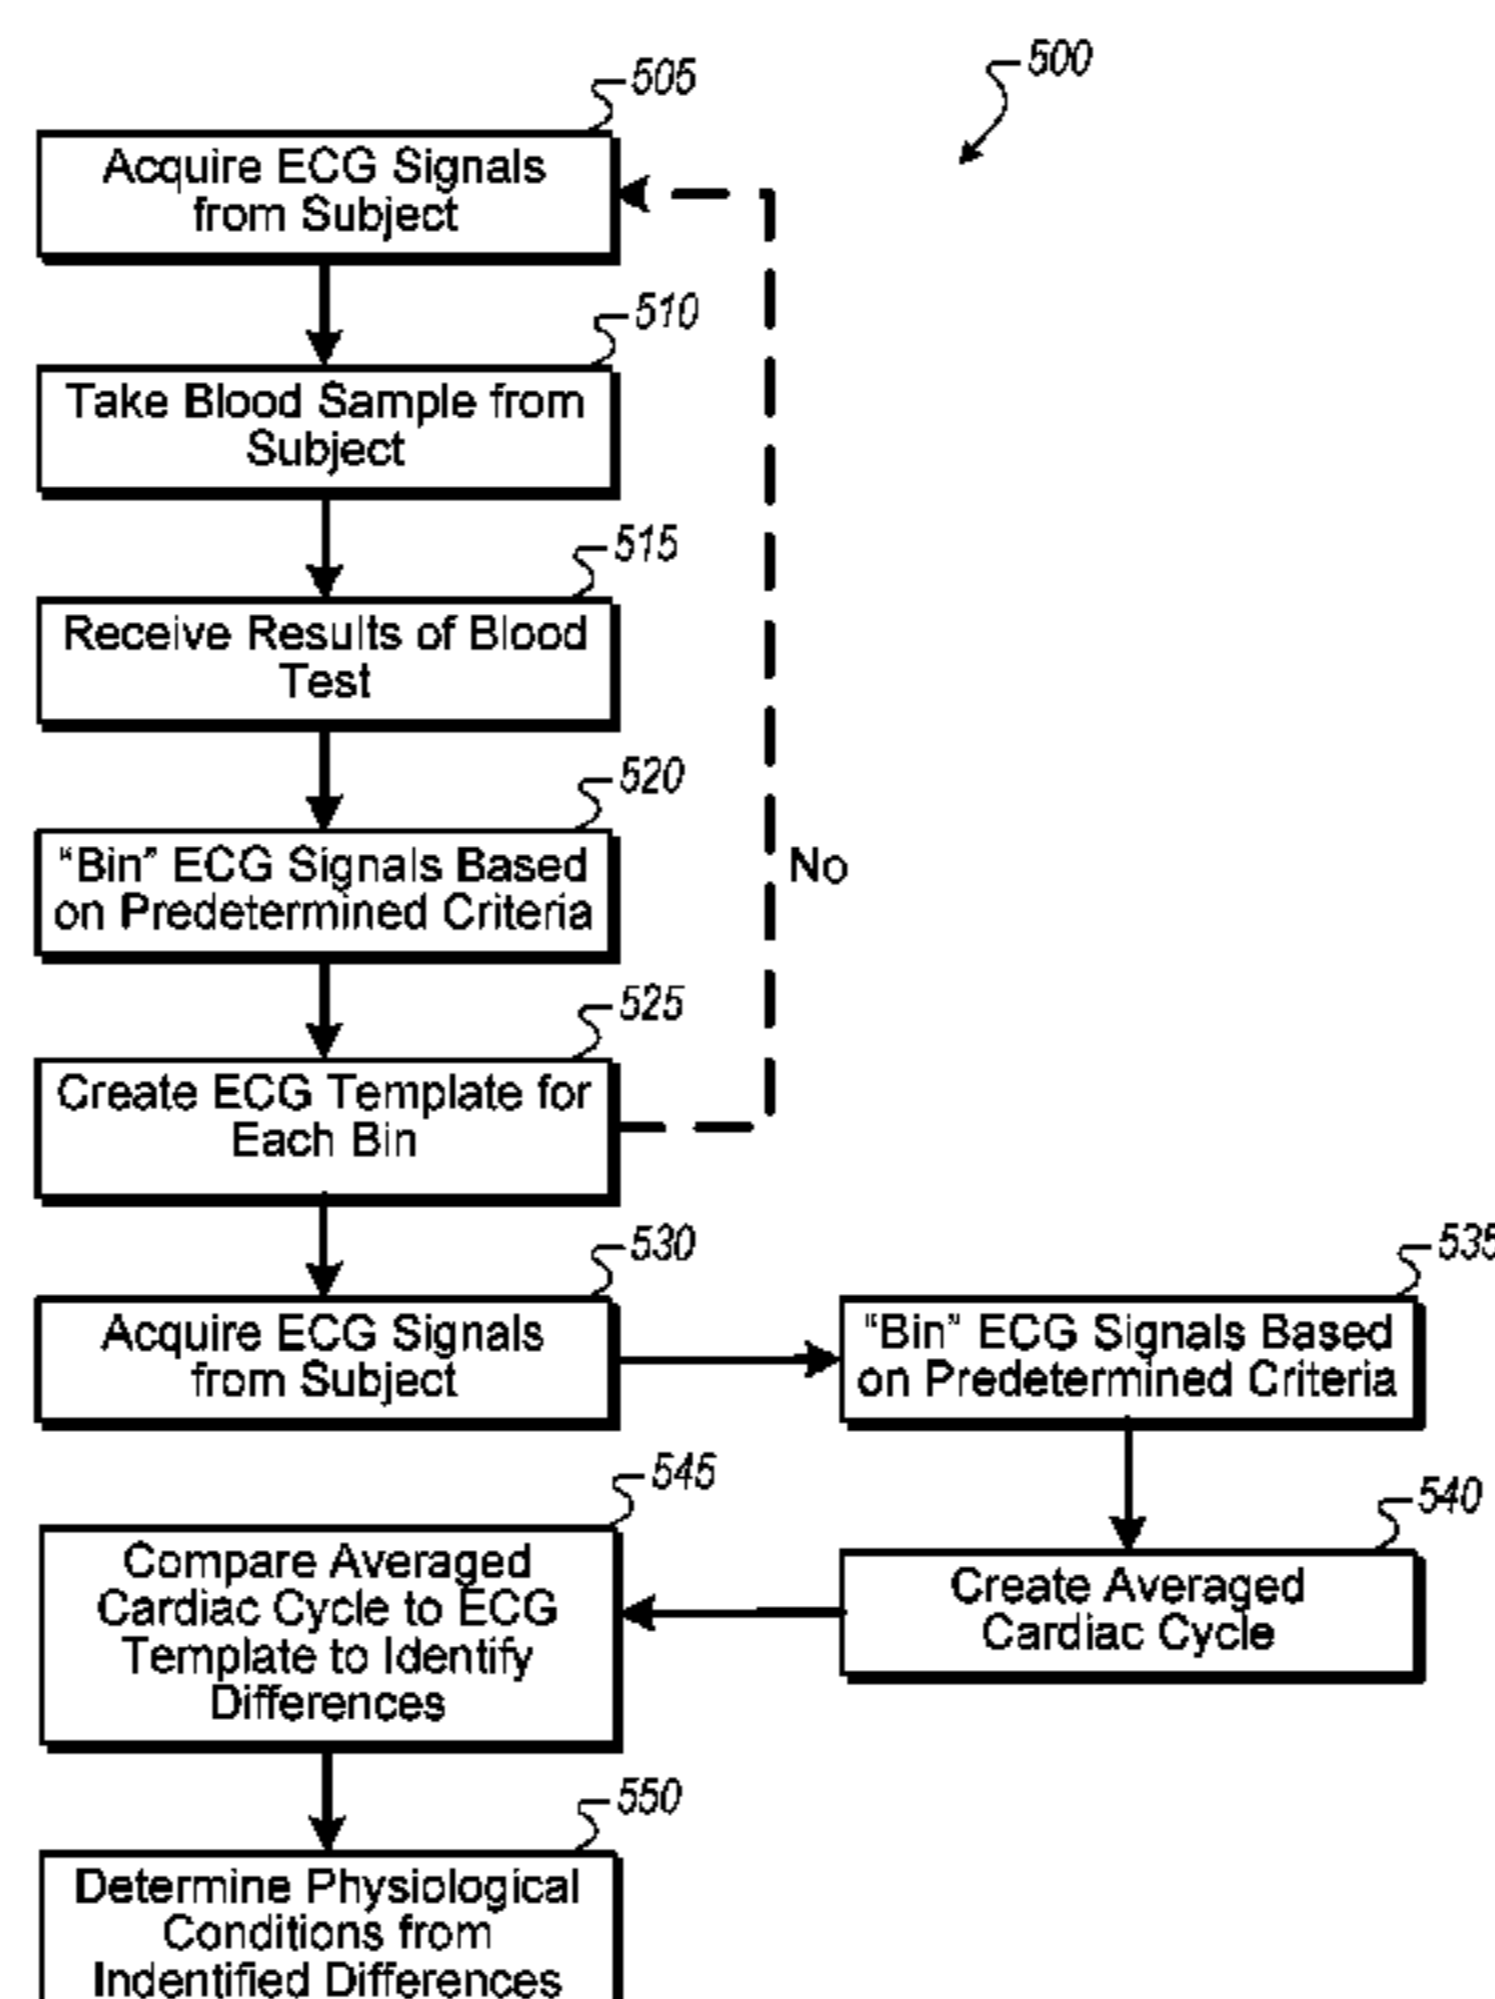 500
505
Acquire ECG Signals
from Subject
510
Take Blood Sample from
Subject
515
Receive Results of Blood
Test
520
“Bin” ECG Signals Based
on Predetermined Criteria
No
525
Create ECG Template for
Each Bin
530
Acquire ECG Signals
from Subject
535
“Bin” ECG Signals Based
on Predetermined Criteria
540
Create Averaged
Cardiac Cycle
545
Compare Averaged
Cardiac Cycle to ECG
Template to Identify
Differences
550
Determine Physiological
Conditions from
Indentified Differences